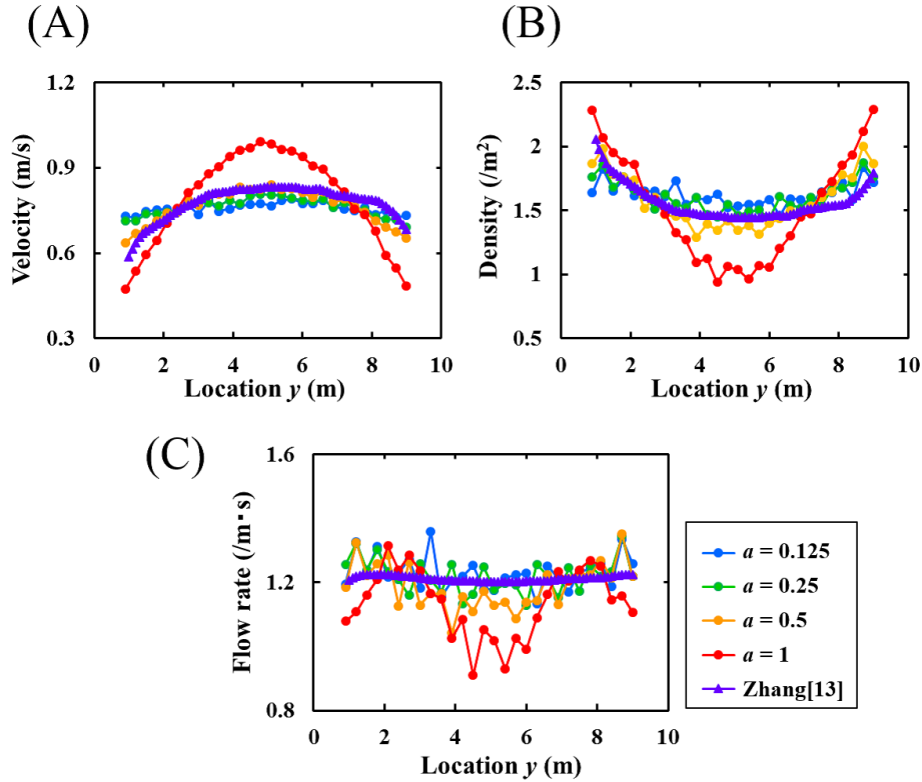 (A)
(B)
1.2
0.9
0.6
0.3
Velocity (m/s)
0 2 4 6 8 10
Location y (m)
2.5
2
1.5
1
0.5
Density (/m²)
0 2 4 6 8 10
Location y (m)
(C)
1.6
1.2
0.8
Flow rate (/m・s)
0 2 4 6 8 10
Location y (m)
a = 0.125
a = 0.25
a = 0.5
a = 1
Zhang[13]